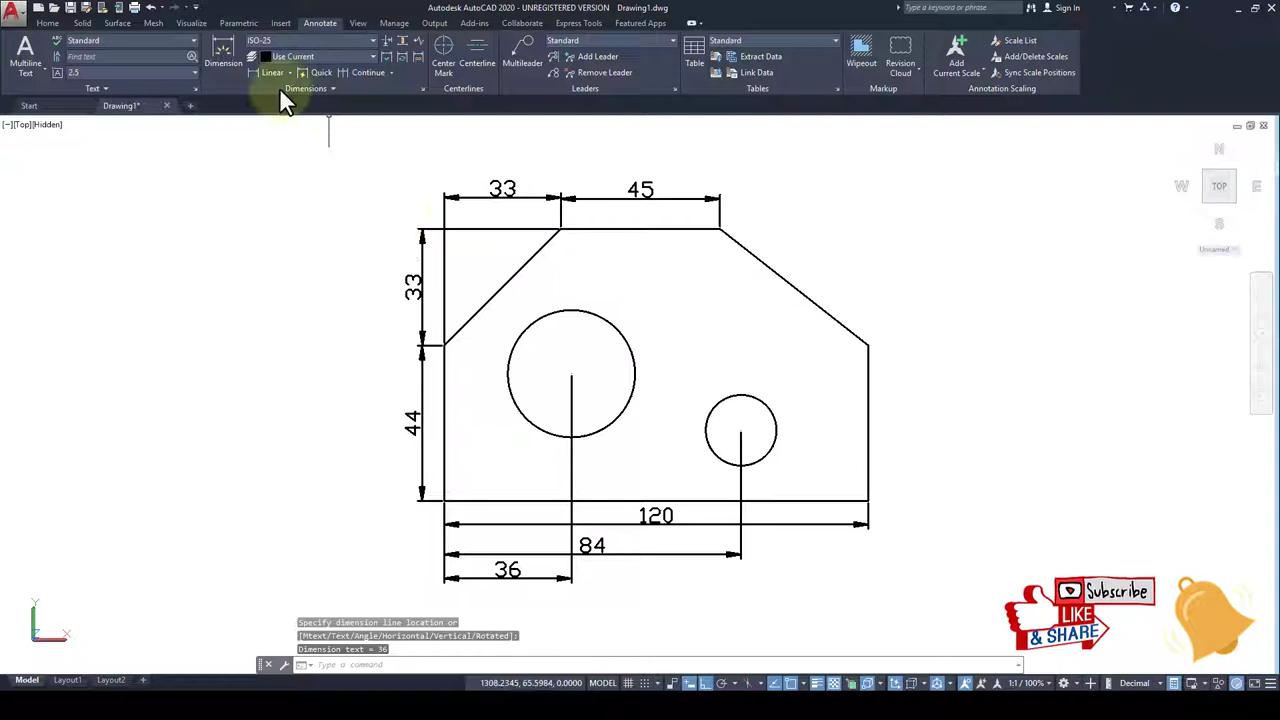 Autodesk AutoCAD 2020 - UNREGISTERED VERSION Drawing1.dwg
Type a keyword or phrase
Sign In
Home Solid Surface Mesh Visualize Parametric Insert Annotate View Manage Output Add-ins Collaborate Express Tools Featured Apps
Multiline Text
Standard
Find text
2.5
Text
Dimension
ISO-25
Use Current
Linear Quick Continue
Dimensions
Center Mark
Centerline
Centerlines
Multileader
Standard
Add Leader
Remove Leader
Leaders
Table
Standard
Extract Data
Link Data
Tables
Wipeout
Revision Cloud
Markup
Add Current Scale
Scale List
Add/Delete Scales
Sync Scale Positions
Annotation Scaling
Start Drawing1*
[−][Top][Hidden]
N
W TOP E
S
Unnamed
33 45
33
44
120
84
36
Subscribe
LIKE
& SHARE
Y
X
Z
Specify dimension line location or
[Mtext/Text/Angle/Horizontal/Vertical/Rotated]:
Dimension text = 36
Type a command
Model Layout1 Layout2
1308.2345, 65.5984, 0.0000 MODEL
1:1 / 100%
Decimal